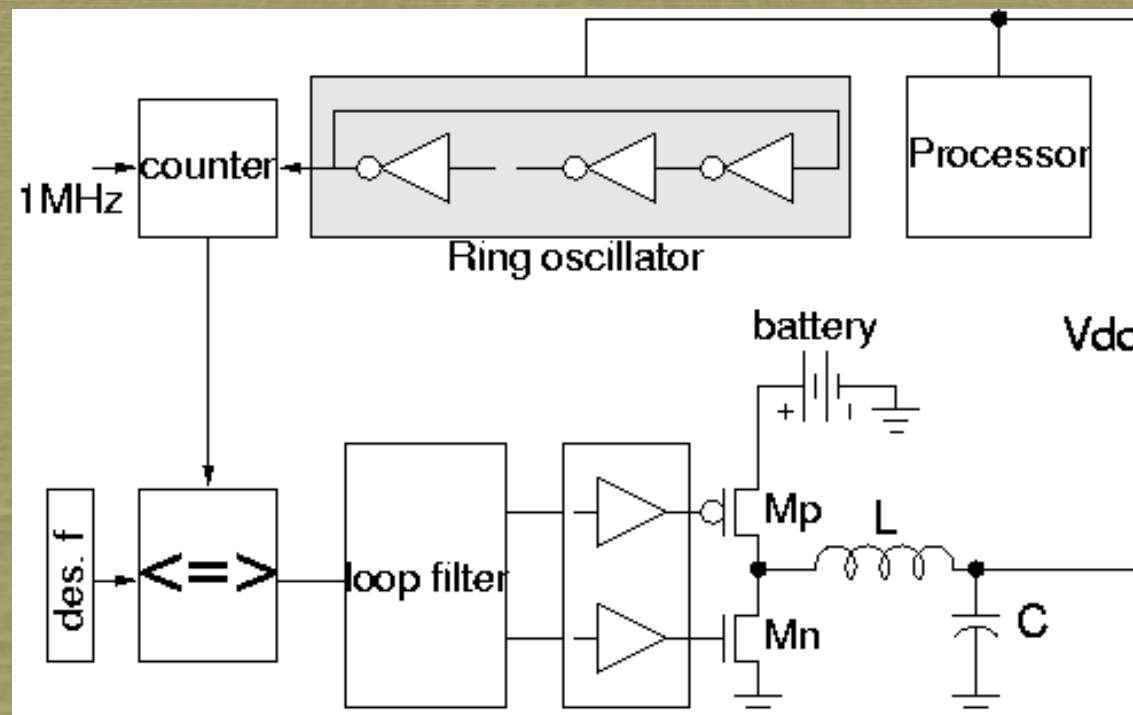 counter
Processor
1MHz
Ring oscillator
battery
Vdd
+
Mp
L
des. f
<=>
loop filter
Mn
C